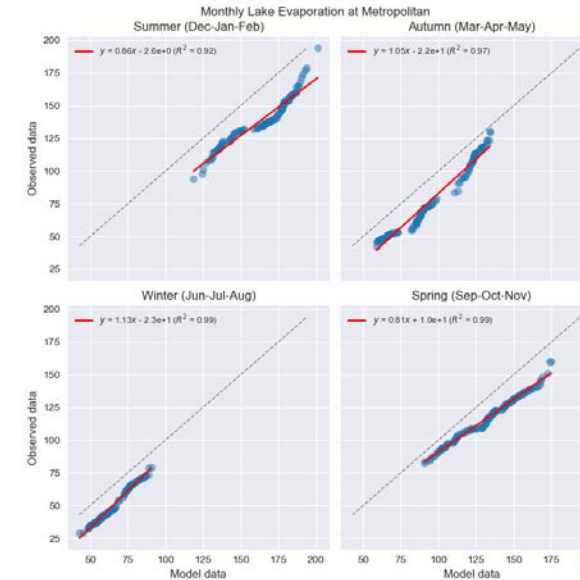 Monthly Lake Evaporation at Metropolitan
Summer (Dec-Jan-Feb)
Autumn (Mar-Apr-May)
200
175
150
125
100
75
50
25
Observed data
y = 0.86x - 2.6e+0 (R² = 0.92)
y = 1.05x - 2.2e+1 (R² = 0.97)
Winter (Jun-Jul-Aug)
Spring (Sep-Oct-Nov)
200
175
150
125
100
75
50
25
Observed data
y = 1.13x - 2.3e+1 (R² = 0.99)
y = 0.81x + 1.0e+1 (R² = 0.99)
50 75 100 125 150 175 200
50 75 100 125 150 175
Model data
Model data